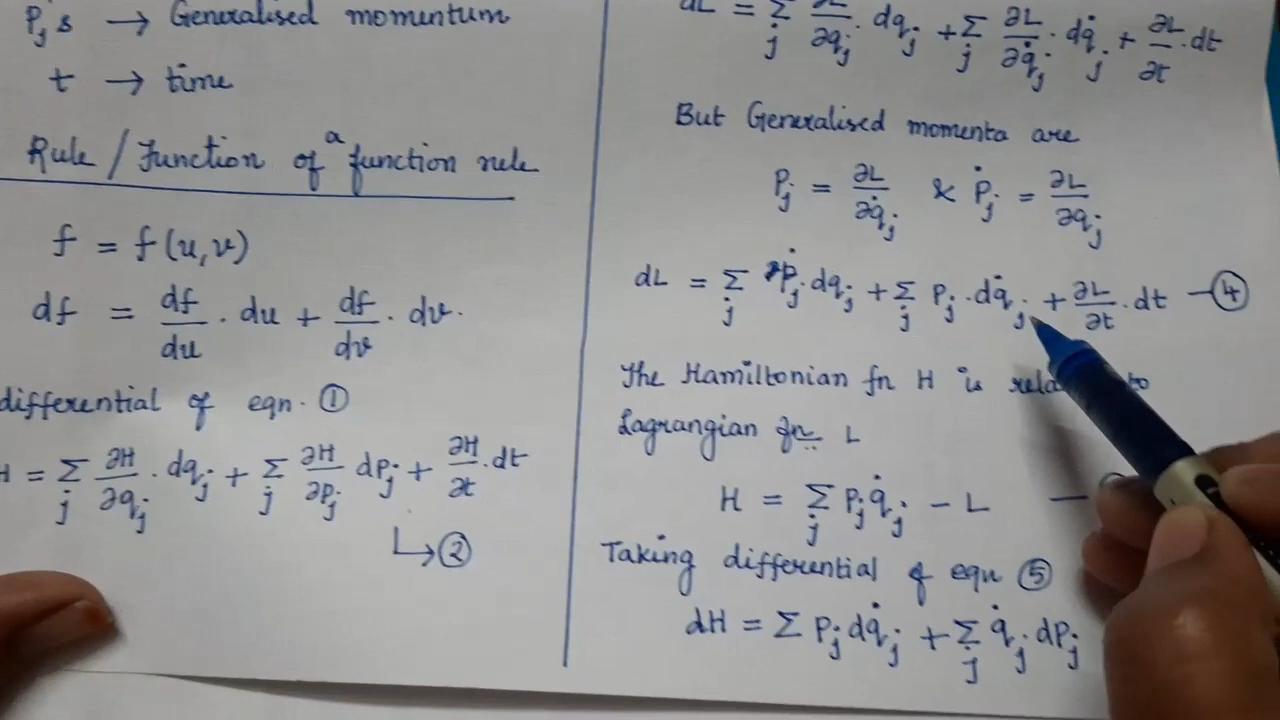 Pj s → Generalised momentum
t → time
Rule / Function of a function rule
f = f(u,v)
df = df/du . du + df/dv . dv.
differential of eqn. ①
H = Σj ∂H/∂qj . dqj + Σj ∂H/∂pj dpj + ∂H/∂t . dt
↳ ②
dL = Σj ∂L/∂qj . dqj + Σj ∂L/∂q̇j . dq̇j + ∂L/∂t . dt
But Generalised momenta are
Pj = ∂L/∂q̇j & Ṗj = ∂L/∂qj
dL = Σj ṗj . dqj + Σj Pj . dq̇j + ∂L/∂t . dt — ④
The Hamiltonian fn H is to
Lagrangian fn. L
H = Σj Pj q̇j − L —
Taking differential of eqn ⑤
dH = Σ Pj dq̇j + Σj q̇j dPj